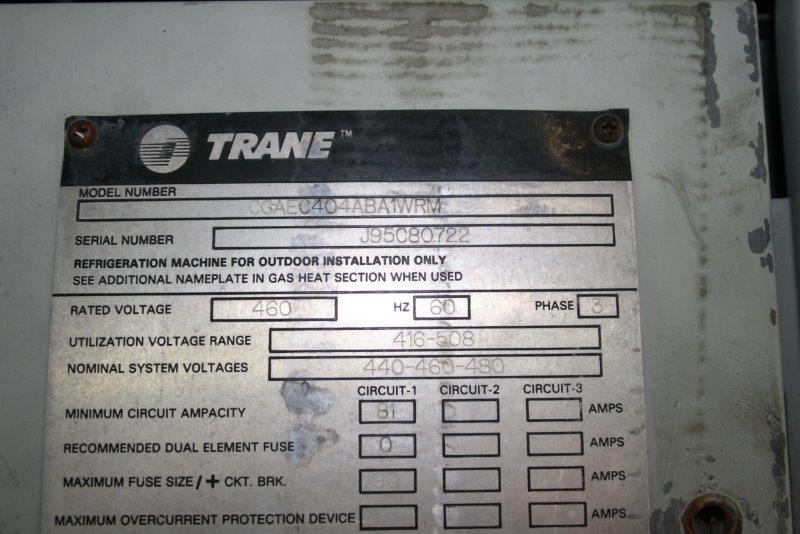 TRANE™
MODEL NUMBER
CGAEC404ABA1WRM
SERIAL NUMBER J95C80722
REFRIGERATION MACHINE FOR OUTDOOR INSTALLATION ONLY
SEE ADDITIONAL NAMEPLATE IN GAS HEAT SECTION WHEN USED
RATED VOLTAGE 460 HZ 60 PHASE 3
UTILIZATION VOLTAGE RANGE 416-508
NOMINAL SYSTEM VOLTAGES 440-460-480
CIRCUIT-1 CIRCUIT-2 CIRCUIT-3
MINIMUM CIRCUIT AMPACITY 81 AMPS
RECOMMENDED DUAL ELEMENT FUSE 0 AMPS
MAXIMUM FUSE SIZE/+ CKT. BRK. 90 AMPS
MAXIMUM OVERCURRENT PROTECTION DEVICE AMPS